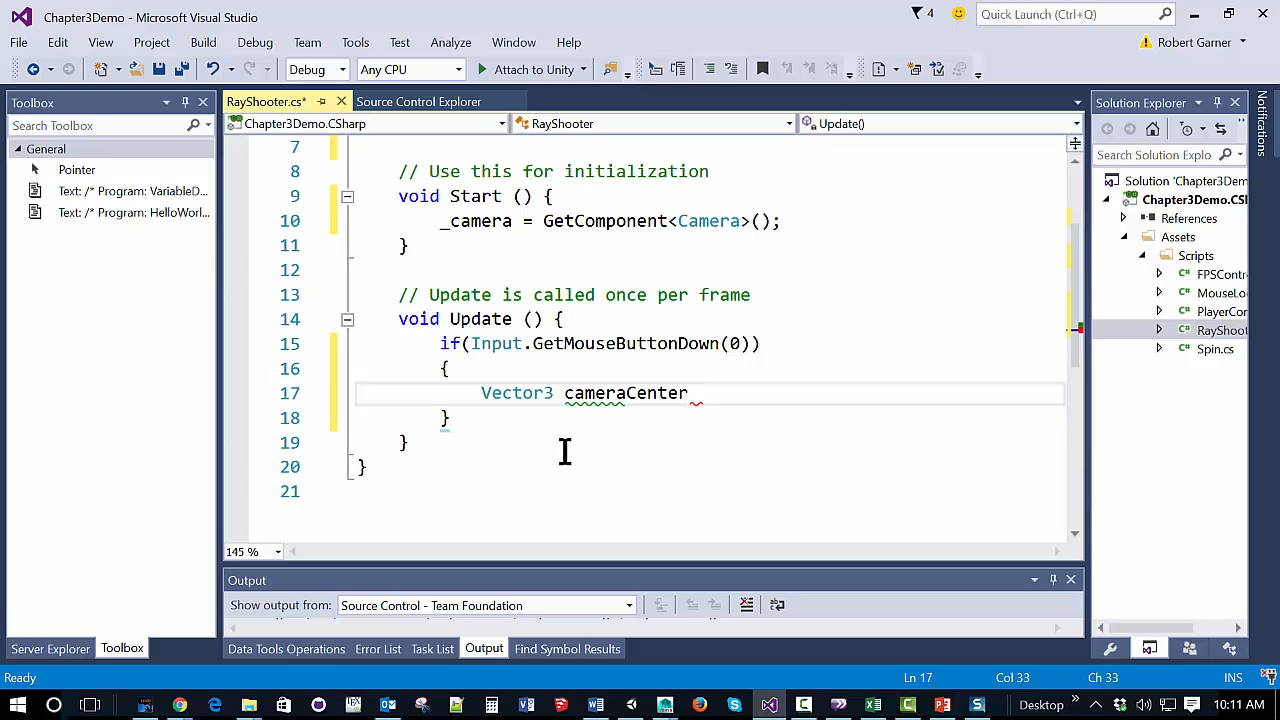 Chapter3Demo - Microsoft Visual Studio
4
Quick Launch (Ctrl+Q)
File Edit View Project Build Debug Team Tools Test Analyze Window Help
Robert Garner
Debug Any CPU Attach to Unity
Toolbox
Search Toolbox
General
Pointer
Text: /* Program: VariableD...
Text: /* Program: HelloWorl...
RayShooter.cs* Source Control Explorer
Chapter3Demo.CSharp RayShooter Update()
7
8 // Use this for initialization
9 void Start () {
10 _camera = GetComponent<Camera>();
11 }
12
13 // Update is called once per frame
14 void Update () {
15 if(Input.GetMouseButtonDown(0))
16 {
17 Vector3 cameraCenter
18 }
19 }
20 }
21
145 %
Solution Explorer
Search Solution Explo
Solution 'Chapter3Dem
Chapter3Demo.CSl
References
Assets
Scripts
FPSContr
MouseLo
PlayerCor
RayShoot
Spin.cs
Notifications
Output
Show output from: Source Control - Team Foundation
Server Explorer Toolbox
Data Tools Operations Error List Task List Output Find Symbol Results
Ready Ln 17 Col 33 Ch 33 INS
Desktop 10:11 AM